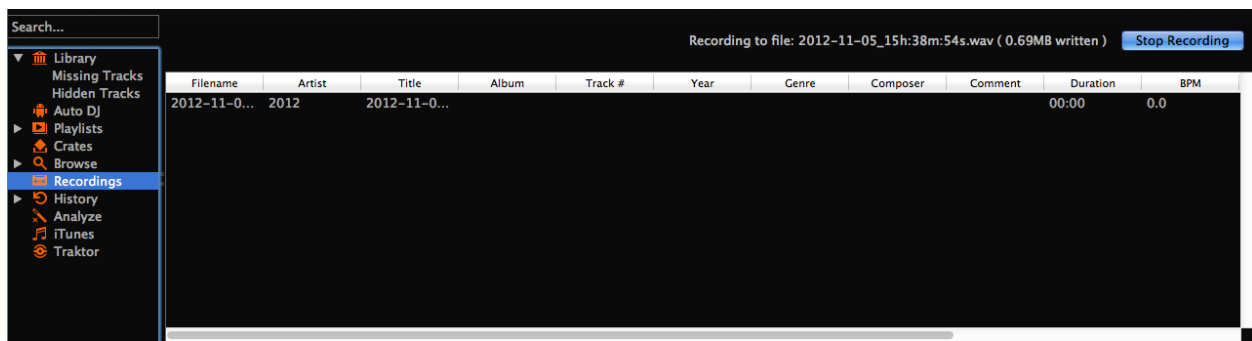 Search...
Recording to file: 2012-11-05_15h:38m:54s.wav ( 0.69MB written ) Stop Recording
Library
Missing Tracks
Hidden Tracks
Auto DJ
Playlists
Crates
Browse
Recordings
History
Analyze
iTunes
Traktor
Filename Artist Title Album Track # Year Genre Composer Comment Duration BPM
2012-11-0... 2012 2012-11-0... 00:00 0.0